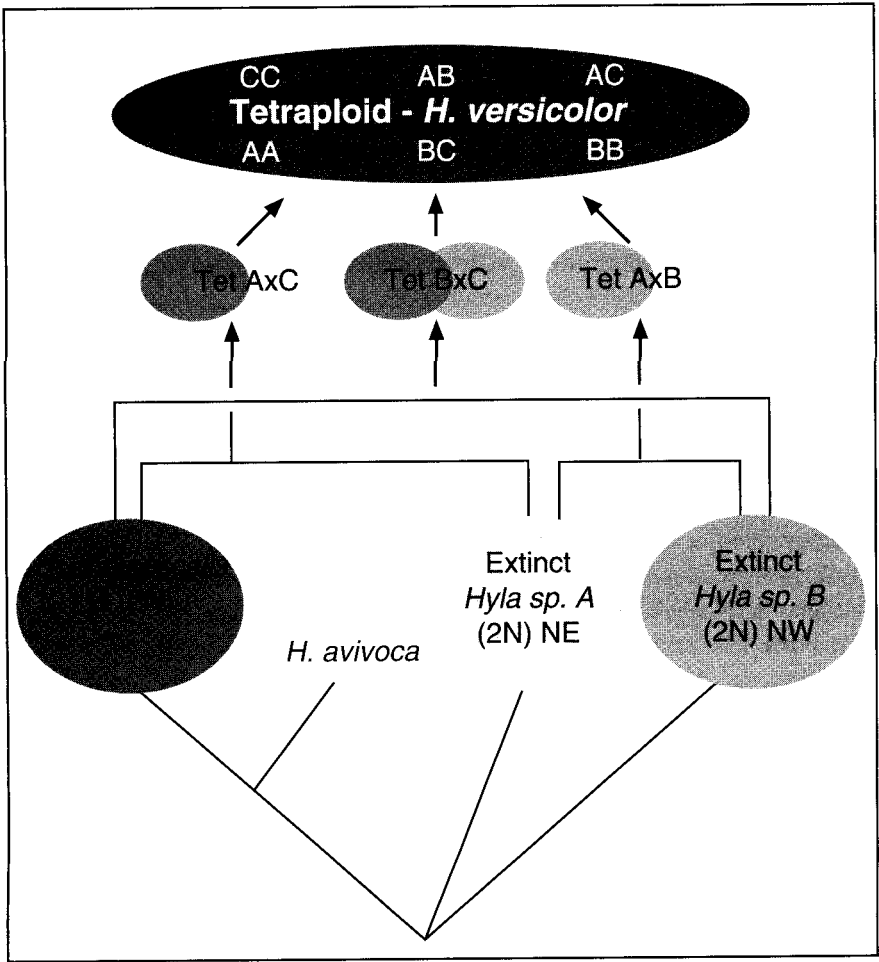 CC AB AC
Tetraploid - H. versicolor
AA BC BB
Tet AxC Tet BxC Tet AxB
Extinct
Hyla sp. A
(2N) NE
Extinct
Hyla sp. B
(2N) NW
H. avivoca